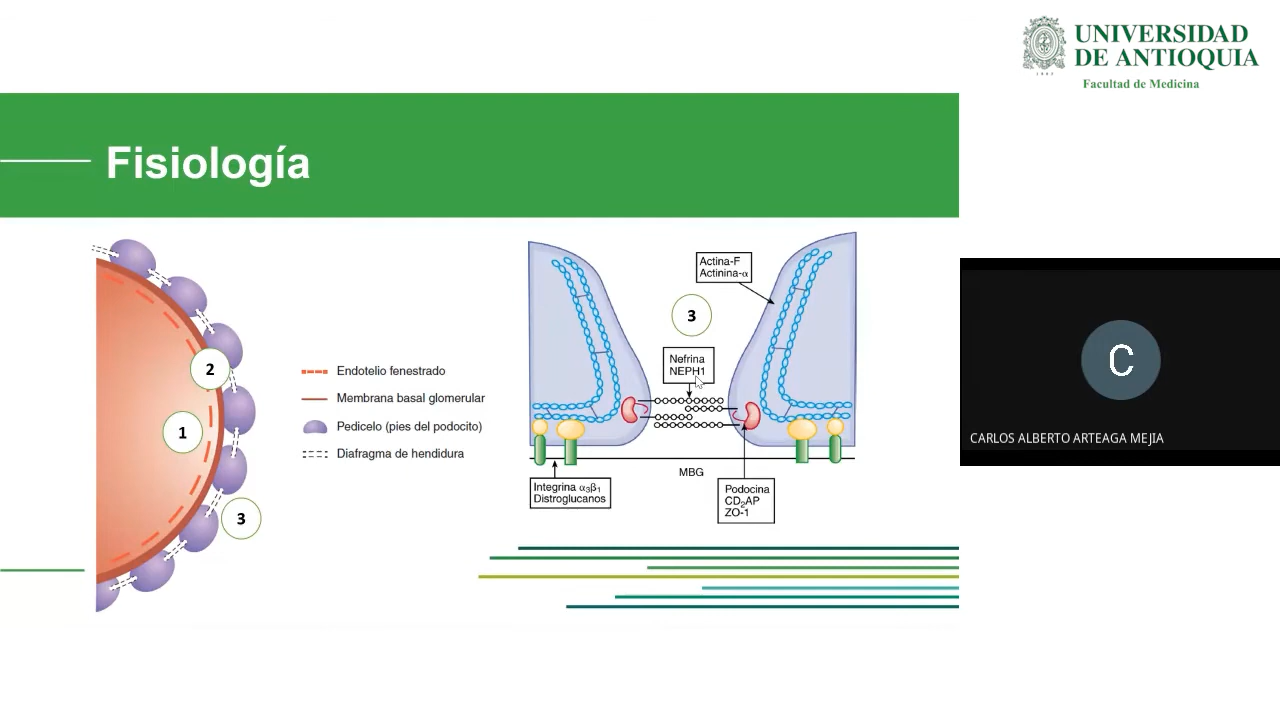 UNIVERSIDAD
DE ANTIOQUIA
1803
Facultad de Medicina
Fisiología
1
2
3
Endotelio fenestrado
Membrana basal glomerular
Pedicelo (pies del podocito)
Diafragma de hendidura
Actina-F
Actinina-α
3
Nefrina
NEPH1
MBG
Integrina α₃β₁
Distroglucanos
Podocina
CD₂AP
ZO-1
C
CARLOS ALBERTO ARTEAGA MEJIA